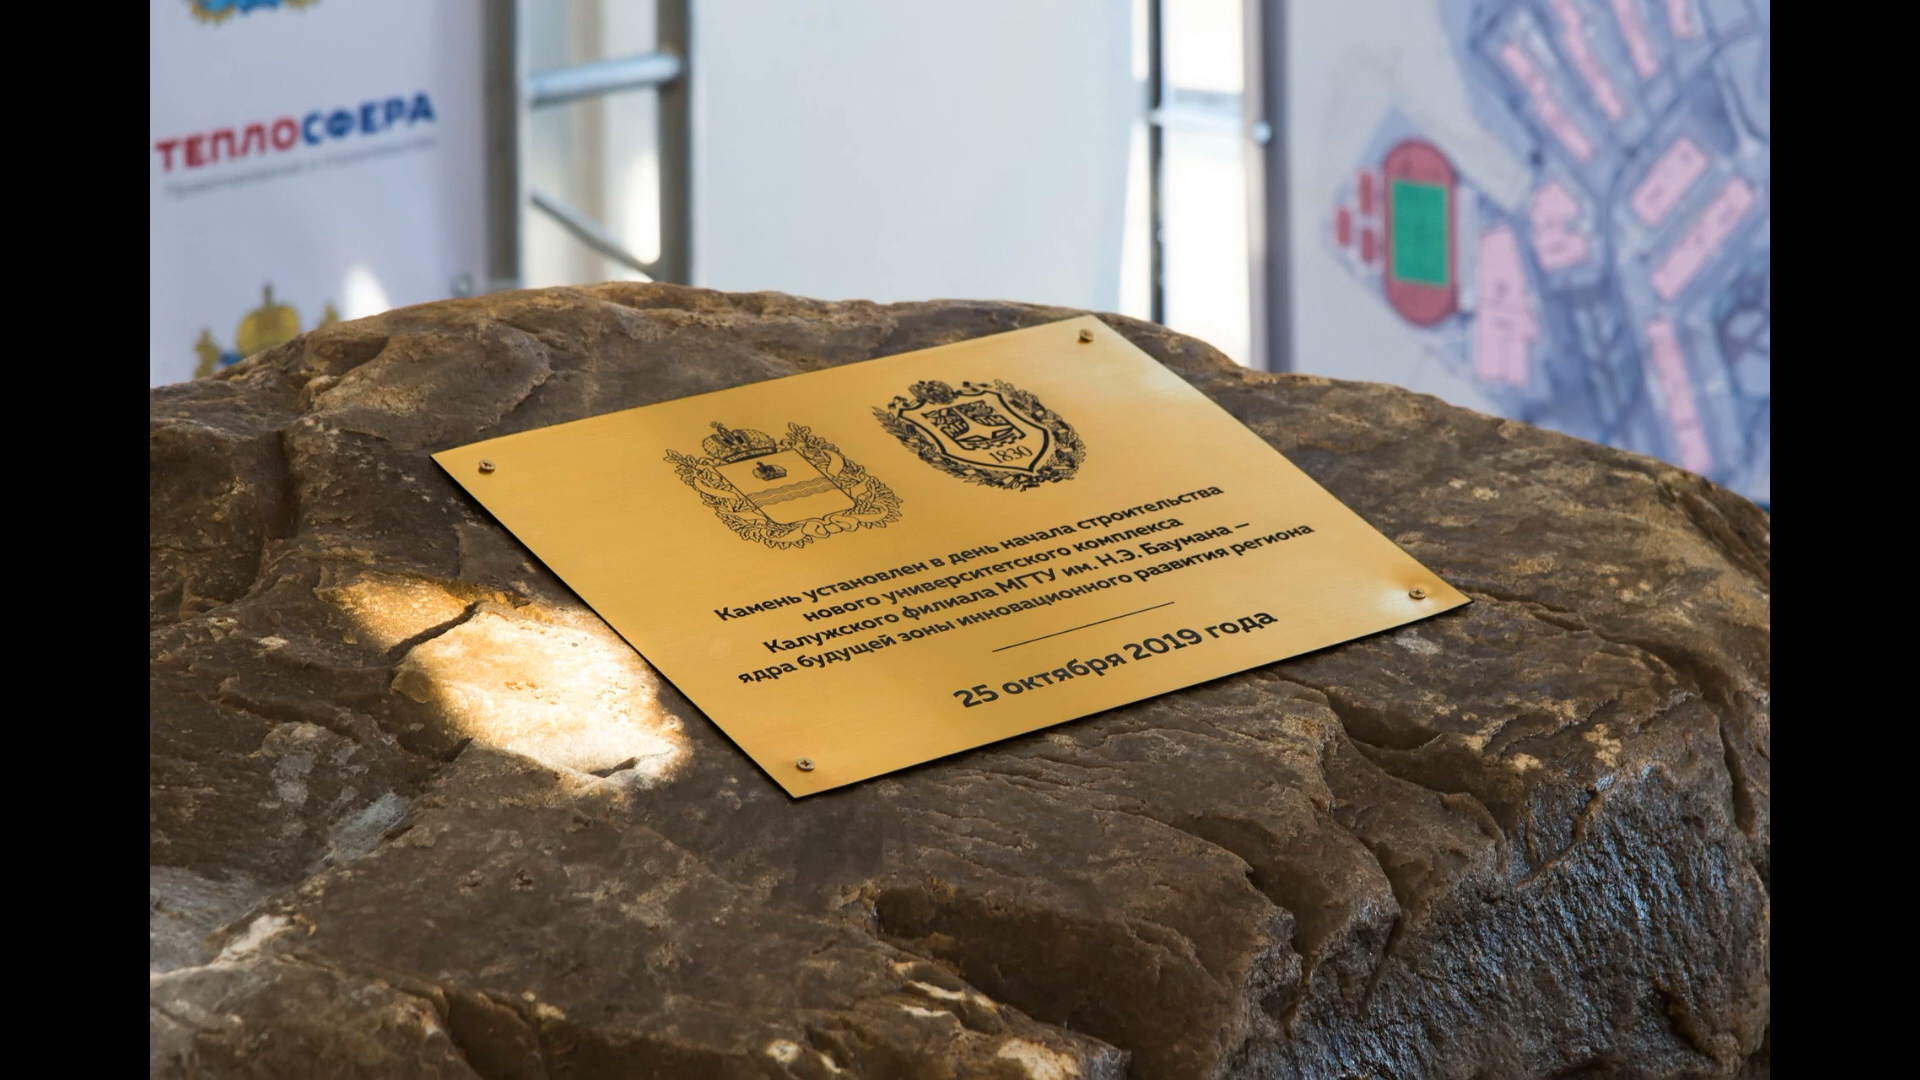 ТЕПЛОСФЕРА
1830
Камень установлен в день начала строительства
нового университетского комплекса
Калужского филиала МГТУ им. Н.Э. Баумана –
ядра будущей зоны инновационного развития региона
25 октября 2019 года